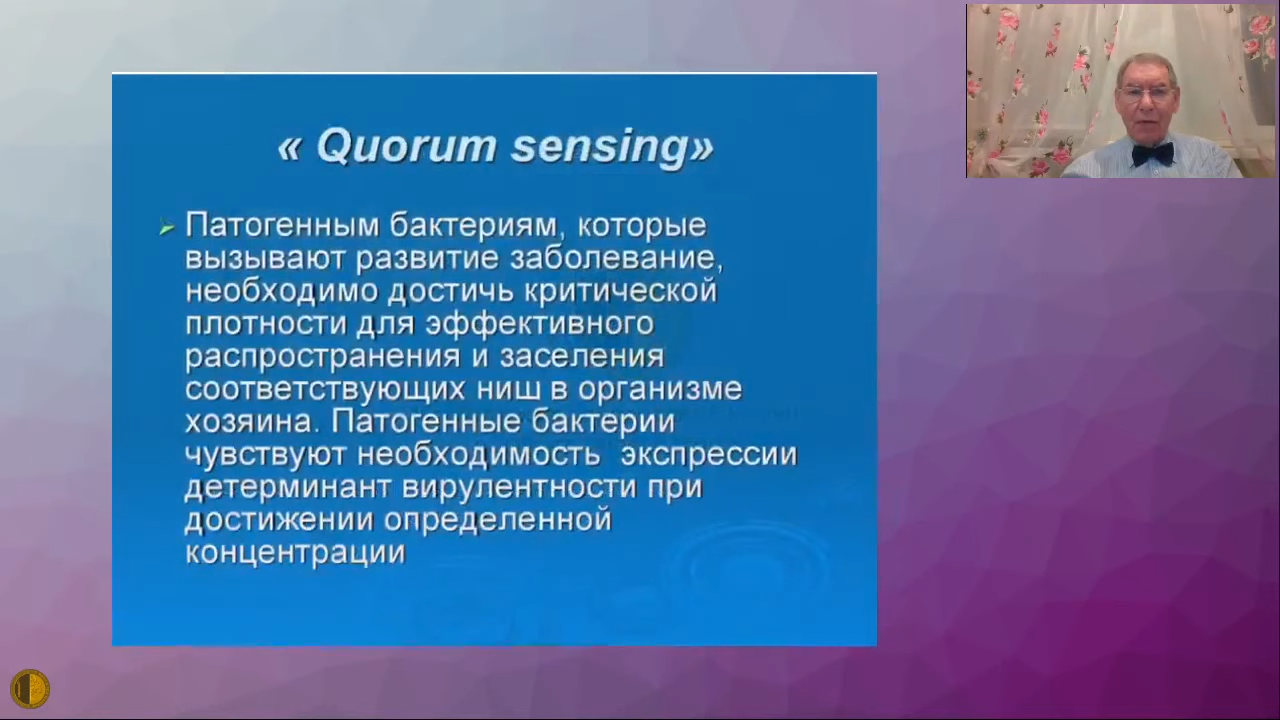 « Quorum sensing»
Патогенным бактериям, которые
вызывают развитие заболевание,
необходимо достичь критической
плотности для эффективного
распространения и заселения
соответствующих ниш в организме
хозяина. Патогенные бактерии
чувствуют необходимость экспрессии
детерминант вирулентности при
достижении определенной
концентрации